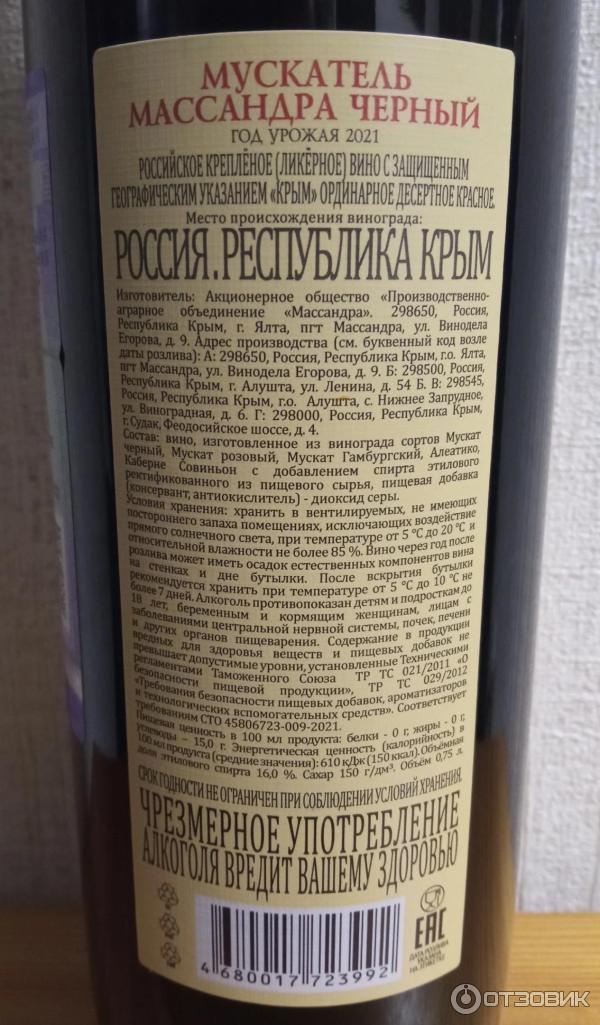 МУСКАТЕЛЬ
МАССАНДРА ЧЕРНЫЙ
ГОД УРОЖАЯ 2021
РОССИЙСКОЕ КРЕПЛЁНОЕ (ЛИКЁРНОЕ) ВИНО С ЗАЩИЩЕННЫМ
ГЕОГРАФИЧЕСКИМ УКАЗАНИЕМ «КРЫМ» ОРДИНАРНОЕ ДЕСЕРТНОЕ КРАСНОЕ.
Место происхождения винограда:
РОССИЯ.РЕСПУБЛИКА КРЫМ
Изготовитель: Акционерное общество «Производственно-
аграрное объединение «Массандра». 298650, Россия,
Республика Крым, г. Ялта, пгт Массандра, ул. Винодела
Егорова, д. 9. Адрес производства (см. буквенный код возле
даты розлива): А: 298650, Россия, Республика Крым, г.о. Ялта,
пгт Массандра, ул. Винодела Егорова, д. 9. Б: 298500, Россия,
Республика Крым, г. Алушта, ул. Ленина, д. 54 Б. В: 298545,
Россия, Республика Крым, г.о. Алушта, с. Нижнее Запрудное,
ул. Виноградная, д. 6. Г: 298000, Россия, Республика Крым,
г. Судак, Феодосийское шоссе, д. 4.
Состав: вино, изготовленное из винограда сортов Мускат
черный, Мускат розовый, Мускат Гамбургский, Алеатико,
Каберне Совиньон с добавлением спирта этилового
ректификованного из пищевого сырья, пищевая добавка
(консервант, антиокислитель) - диоксид серы.
Условия хранения: хранить в вентилируемых, не имеющих
постороннего запаха помещениях, исключающих воздействие
прямого солнечного света, при температуре от 5 °С до 20 °С и
относительной влажности не более 85 %. Вино через год после
розлива может иметь осадок естественных компонентов вина
на стенках и дне бутылки. После вскрытия бутылки
рекомендуется хранить при температуре от 5 °С до 10 °С не
более 7 дней. Алкоголь противопоказан детям и подросткам до
18 лет, беременным и кормящим женщинам, лицам с
заболеваниями центральной нервной системы, почек, печени
и других органов пищеварения. Содержание в продукции
вредных для здоровья веществ и пищевых добавок не
превышает допустимые уровни, установленные Техническими
регламентами Таможенного Союза ТР ТС 021/2011 «О
безопасности пищевой продукции», ТР ТС 029/2012
«Требования безопасности пищевых добавок, ароматизаторов
и технологических вспомогательных средств». Соответствует
требованиям СТО 45806723-009-2021.
Пищевая ценность в 100 мл продукта: белки - 0 г, жиры - 0 г,
углеводы – 15,0 г. Энергетическая ценность (калорийность) в
100 мл продукта (средние значения): 610 кДж (150 ккал). Объёмная
доля этилового спирта 16,0 %. Сахар 150 г/дм³. Объём 0,75 л.
СРОК ГОДНОСТИ НЕ ОГРАНИЧЕН ПРИ СОБЛЮДЕНИИ УСЛОВИЙ ХРАНЕНИЯ.
ЧРЕЗМЕРНОЕ УПОТРЕБЛЕНИЕ
АЛКОГОЛЯ ВРЕДИТ ВАШЕМУ ЗДОРОВЬЮ
4 680017 723992
EAC
ДАТА РОЗЛИВА
УКАЗАНА
НА ЭТИКЕТКЕ
ОТЗОВИК